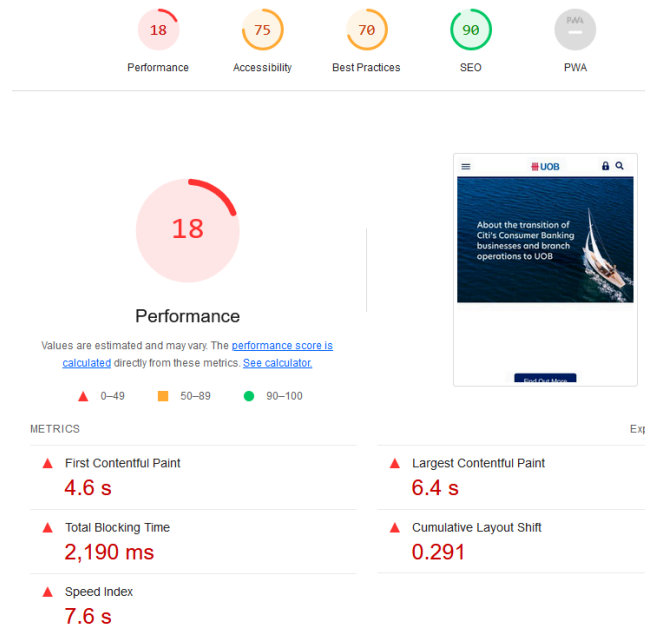 18
75
70
90
PWA
Performance
Accessibility
Best Practices
SEO
PWA
18
Performance
Values are estimated and may vary. The performance score is
calculated directly from these metrics. See calculator.
0–49
50–89
90–100
UOB
About the transition of
Citi's Consumer Banking
businesses and branch
operations to UOB
Find Out More
METRICS
Exp
First Contentful Paint
4.6 s
Largest Contentful Paint
6.4 s
Total Blocking Time
2,190 ms
Cumulative Layout Shift
0.291
Speed Index
7.6 s